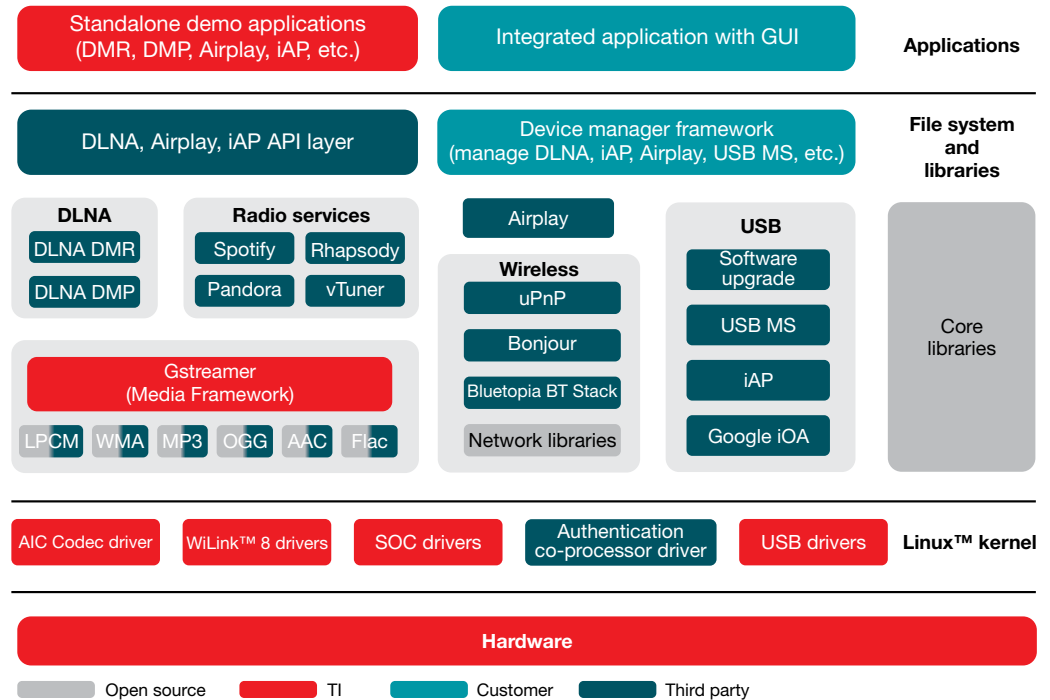 Standalone demo applications
(DMR, DMP, Airplay, iAP, etc.)
Integrated application with GUI
Applications
DLNA, Airplay, iAP API layer
Device manager framework
(manage DLNA, iAP, Airplay, USB MS, etc.)
File system
and
libraries
DLNA
DLNA DMR
DLNA DMP
Radio services
Spotify
Rhapsody
Pandora
vTuner
Airplay
Wireless
uPnP
Bonjour
Bluetopia BT Stack
Network libraries
USB
Software
upgrade
USB MS
iAP
Google iOA
Core
libraries
Gstreamer
(Media Framework)
LPCM
WMA
MP3
OGG
AAC
Flac
AIC Codec driver
WiLink™ 8 drivers
SOC drivers
Authentication
co-processor driver
USB drivers
Linux™ kernel
Hardware
Open source
TI
Customer
Third party